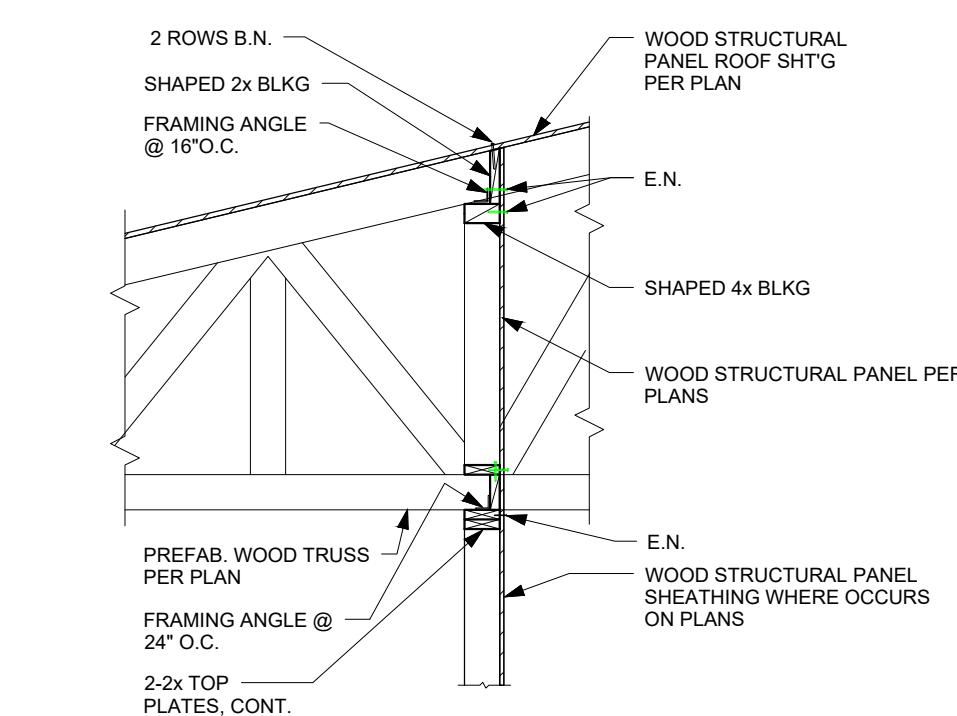 2 ROWS B.N.
SHAPED 2x BLKG
FRAMING ANGLE
@ 16"O.C.
WOOD STRUCTURAL
PANEL ROOF SHT'G
PER PLAN
E.N.
SHAPED 4x BLKG
WOOD STRUCTURAL PANEL PER
PLANS
E.N.
WOOD STRUCTURAL PANEL
SHEATHING WHERE OCCURS
ON PLANS
PREFAB. WOOD TRUSS
PER PLAN
FRAMING ANGLE @
24" O.C.
2-2x TOP
PLATES, CONT.